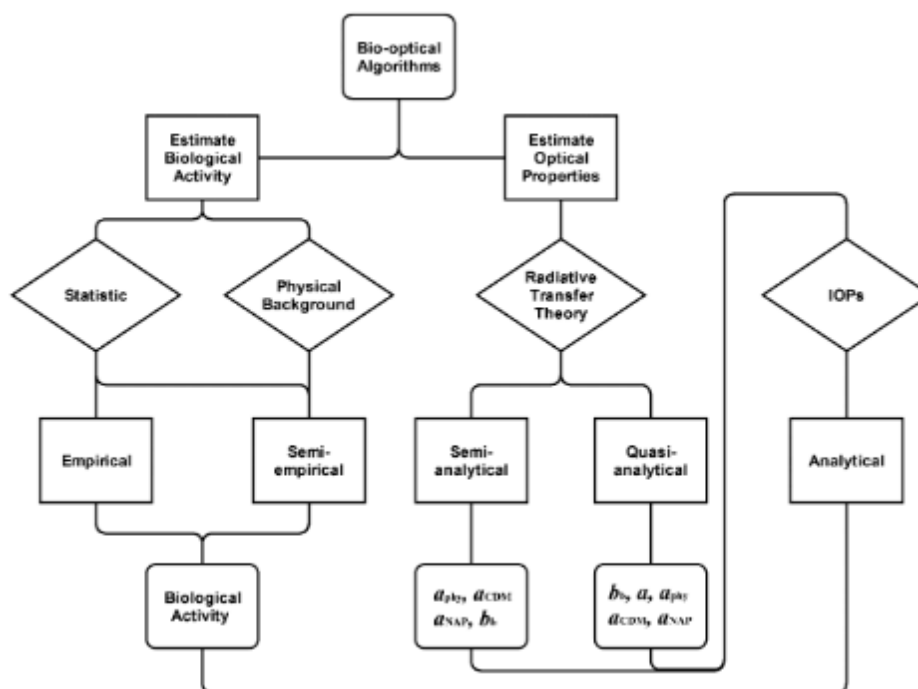 Bio-optical
Algorithms
Estimate
Biological
Activity
Estimate
Optical
Properties
Statistic
Physical
Background
Radiative
Transfer
Theory
IOPs
Empirical
Semi-
empirical
Semi-
analytical
Quasi-
analytical
Analytical
Biological
Activity
aphy, aCDM
aNAP, bb
bb, a, aphy
aCDM, aNAP